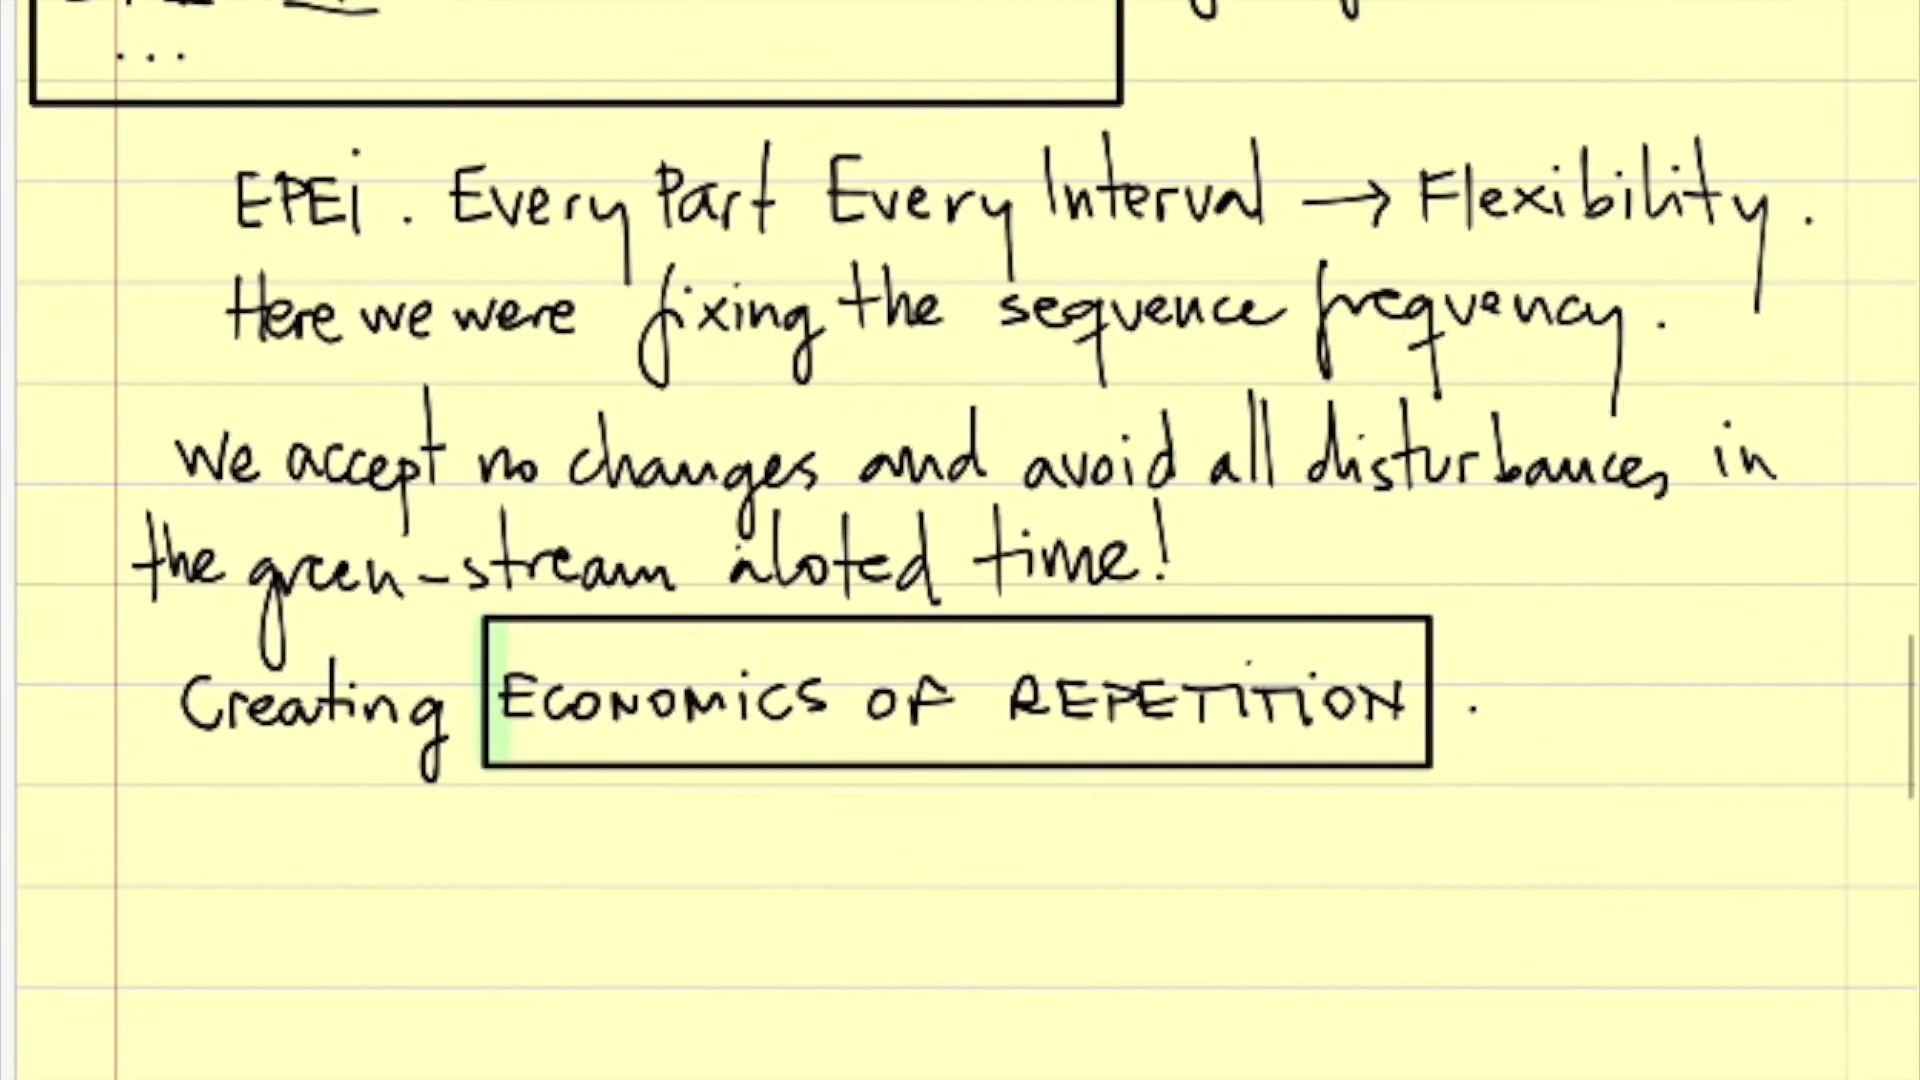 ...
EPEi. Every Part Every Interval → Flexibility.
Here we were fixing the sequence frequency.
We accept no changes and avoid all disturbances in
the green-stream aloted time!
Creating ECONOMiCS OF REPETiTiON.